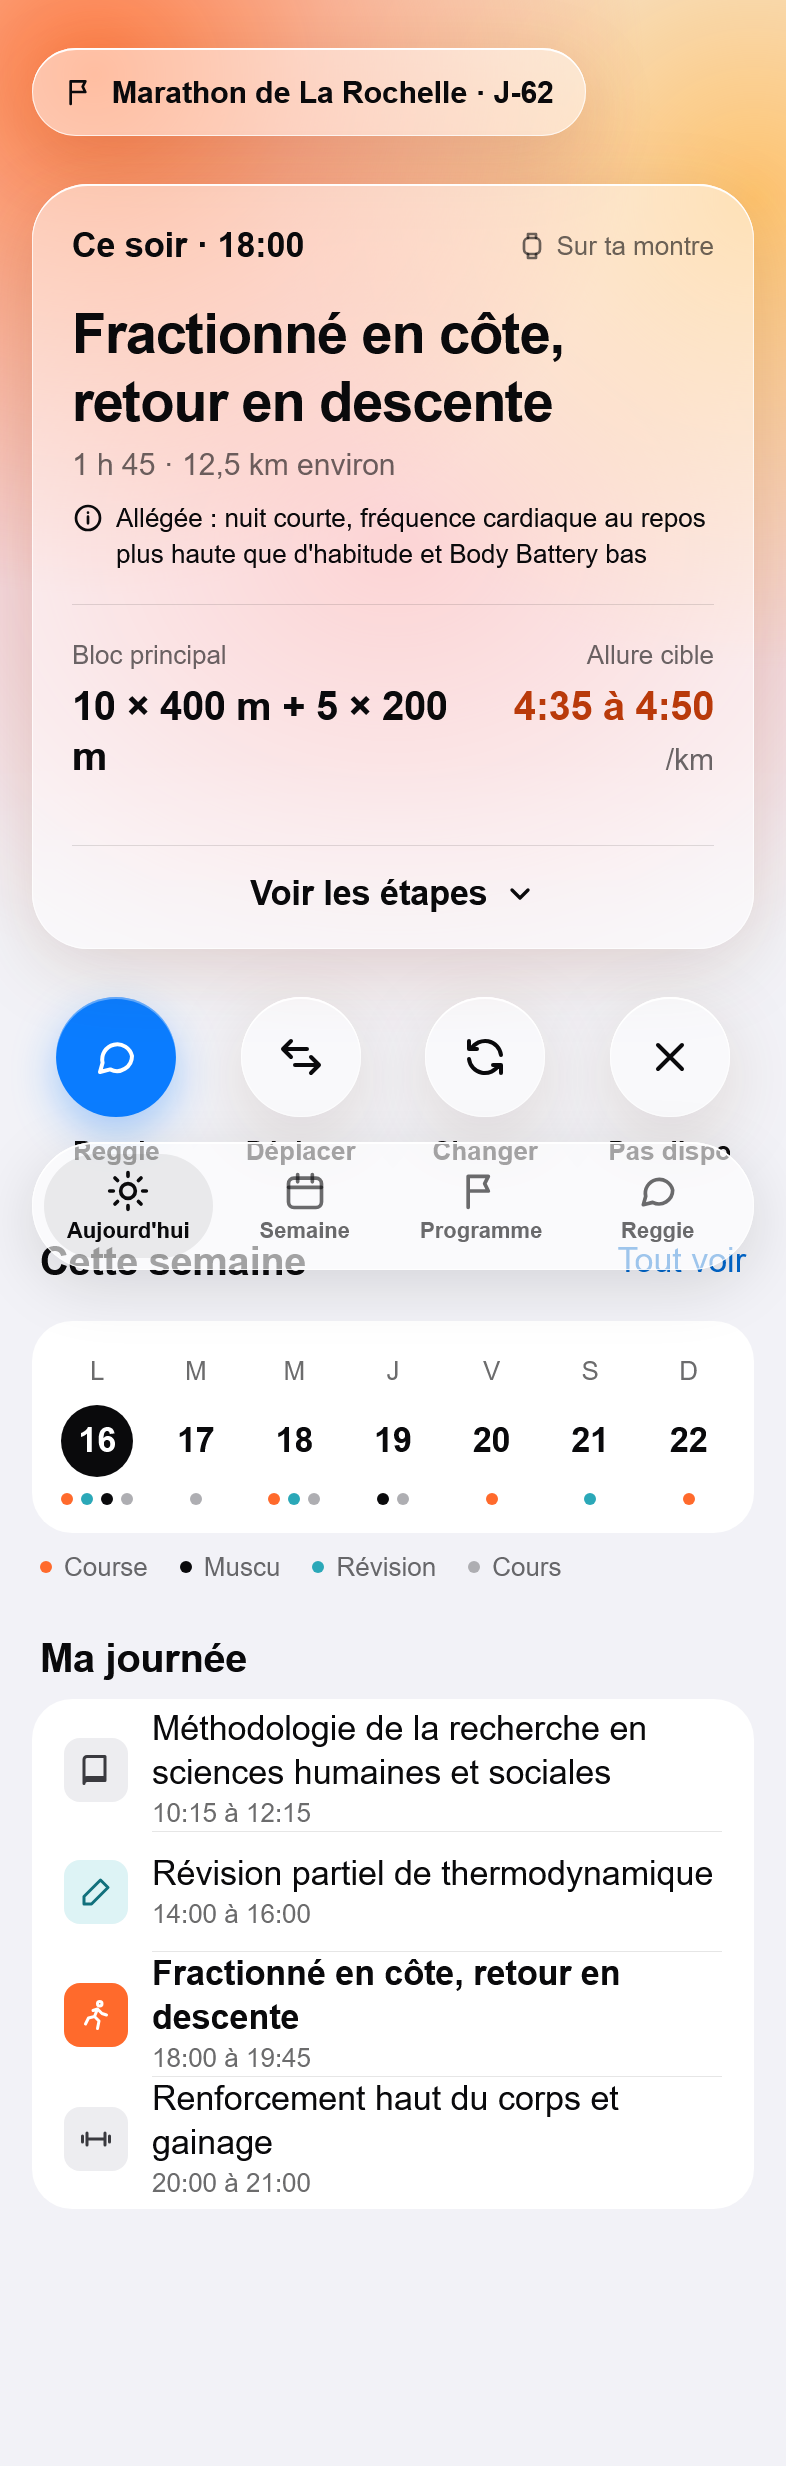 Marathon de La Rochelle · J-62
Ce soir · 18:00
Sur ta montre
Fractionné en côte,
retour en descente
1 h 45 · 12,5 km environ
Allégée : nuit courte, fréquence cardiaque au repos
plus haute que d'habitude et Body Battery bas
Bloc principal
Allure cible
10 × 400 m + 5 × 200
m
4:35 à 4:50
/km
Voir les étapes
Reggie
Déplacer
Changer
Pas dispo
Aujourd'hui
Semaine
Programme
Reggie
Cette semaine
Tout voir
L M M J V S D
16 17 18 19 20 21 22
Course Muscu Révision Cours
Ma journée
Méthodologie de la recherche en
sciences humaines et sociales
10:15 à 12:15
Révision partiel de thermodynamique
14:00 à 16:00
Fractionné en côte, retour en
descente
18:00 à 19:45
Renforcement haut du corps et
gainage
20:00 à 21:00